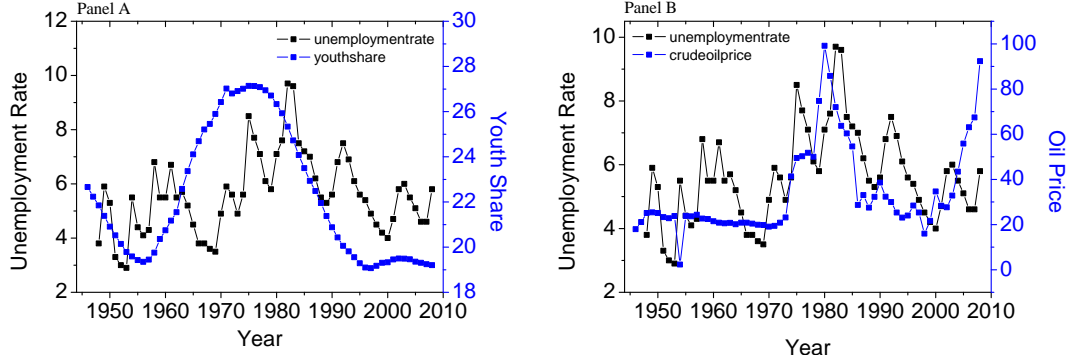 Panel A
unemploymentrate
youthshare
Unemployment Rate
12
10
8
6
4
2
Youth Share
30
28
26
24
22
20
18
1950 1960 1970 1980 1990 2000 2010
Year
Panel B
unemploymentrate
crudeoilprice
Unemployment Rate
10
8
6
4
2
Oil Price
100
80
60
40
20
0
1950 1960 1970 1980 1990 2000 2010
Year